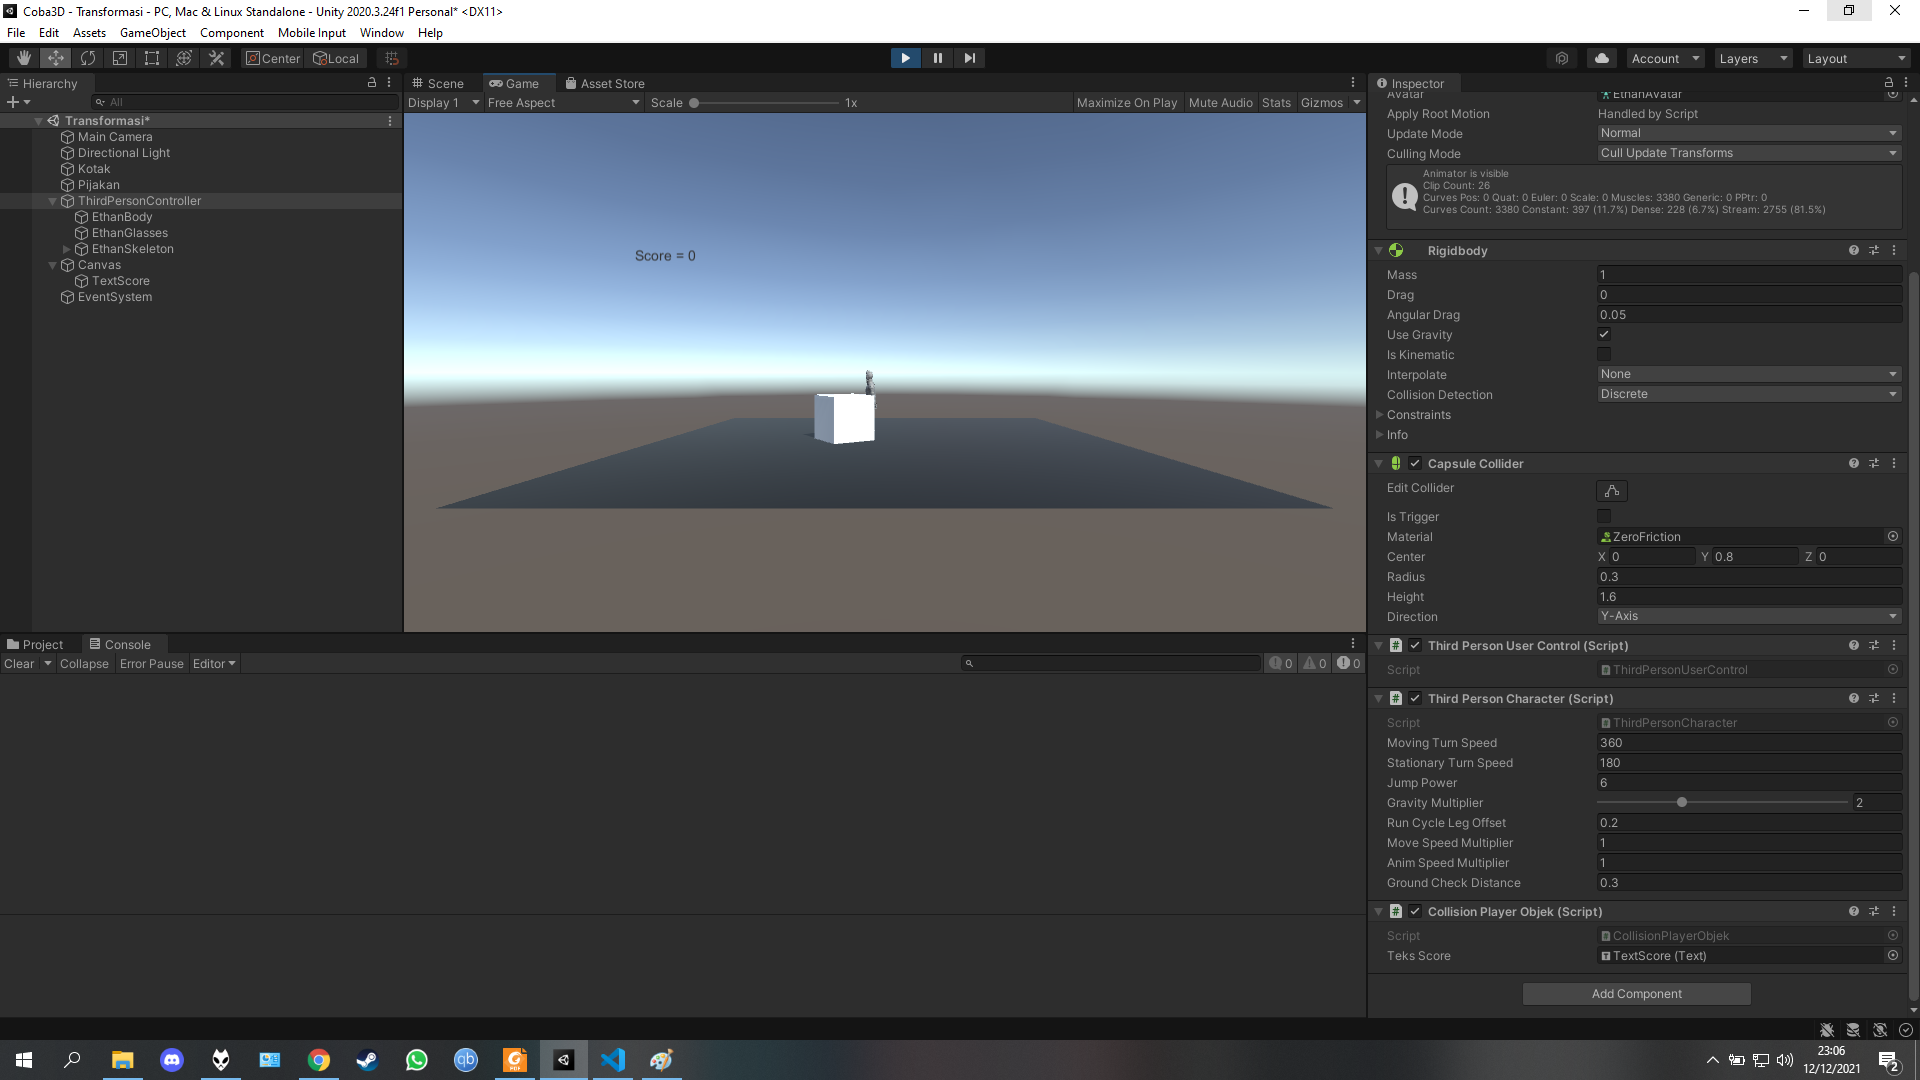 Coba3D - Transformasi - PC, Mac & Linux Standalone - Unity 2020.3.24f1 Personal* <DX11>
File Edit Assets GameObject Component Mobile Input Window Help
Center Local
Account Layers Layout
Hierarchy
All
Transformasi*
Main Camera
Directional Light
Kotak
Pijakan
ThirdPersonController
EthanBody
EthanGlasses
EthanSkeleton
Canvas
TextScore
EventSystem
Scene Game Asset Store
Display 1 Free Aspect Scale 1x Maximize On Play Mute Audio Stats Gizmos
Score = 0
Project Console
Clear Collapse Error Pause Editor 0 0 0
Inspector
Avatar EthanAvatar
Apply Root Motion Handled by Script
Update Mode Normal
Culling Mode Cull Update Transforms
Animator is visible
Clip Count: 26
Curves Pos: 0 Quat: 0 Euler: 0 Scale: 0 Muscles: 3380 Generic: 0 PPtr: 0
Curves Count: 3380 Constant: 397 (11.7%) Dense: 228 (6.7%) Stream: 2755 (81.5%)
Rigidbody
Mass 1
Drag 0
Angular Drag 0.05
Use Gravity
Is Kinematic
Interpolate None
Collision Detection Discrete
Constraints
Info
Capsule Collider
Edit Collider
Is Trigger
Material ZeroFriction
Center X 0 Y 0.8 Z 0
Radius 0.3
Height 1.6
Direction Y-Axis
Third Person User Control (Script)
Script ThirdPersonUserControl
Third Person Character (Script)
Script ThirdPersonCharacter
Moving Turn Speed 360
Stationary Turn Speed 180
Jump Power 6
Gravity Multiplier 2
Run Cycle Leg Offset 0.2
Move Speed Multiplier 1
Anim Speed Multiplier 1
Ground Check Distance 0.3
Collision Player Objek (Script)
Script CollisionPlayerObjek
Teks Score TextScore (Text)
Add Component
23:06
12/12/2021
2